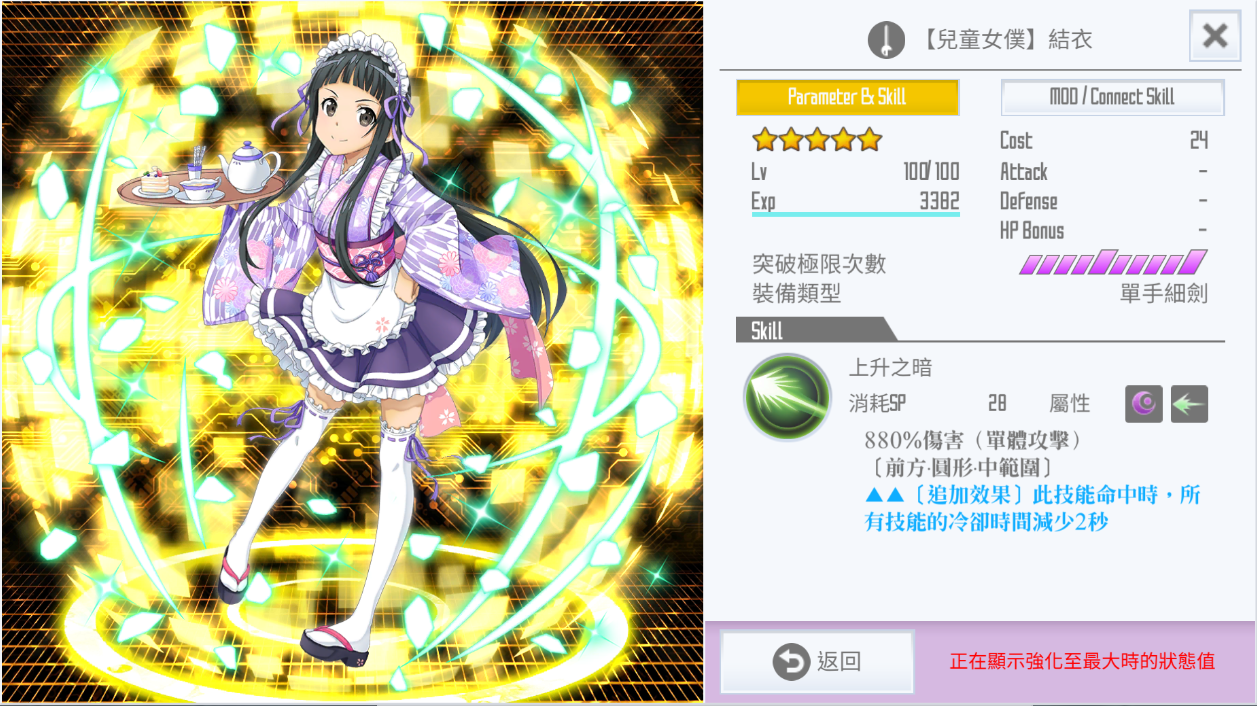 【兒童女僕】結衣
Parameter & Skill
MOD / Connect Skill
Lv 100/100
Exp 3382
Cost 24
Attack -
Defense -
HP Bonus -
突破極限次數
裝備類型 單手細劍
Skill
上升之暗
消耗SP 28 屬性
880%傷害（單體攻擊）
〔前方·圓形·中範圍〕
▲▲〔追加效果〕此技能命中時，所
有技能的冷卻時間減少2秒
返回
正在顯示強化至最大時的狀態值